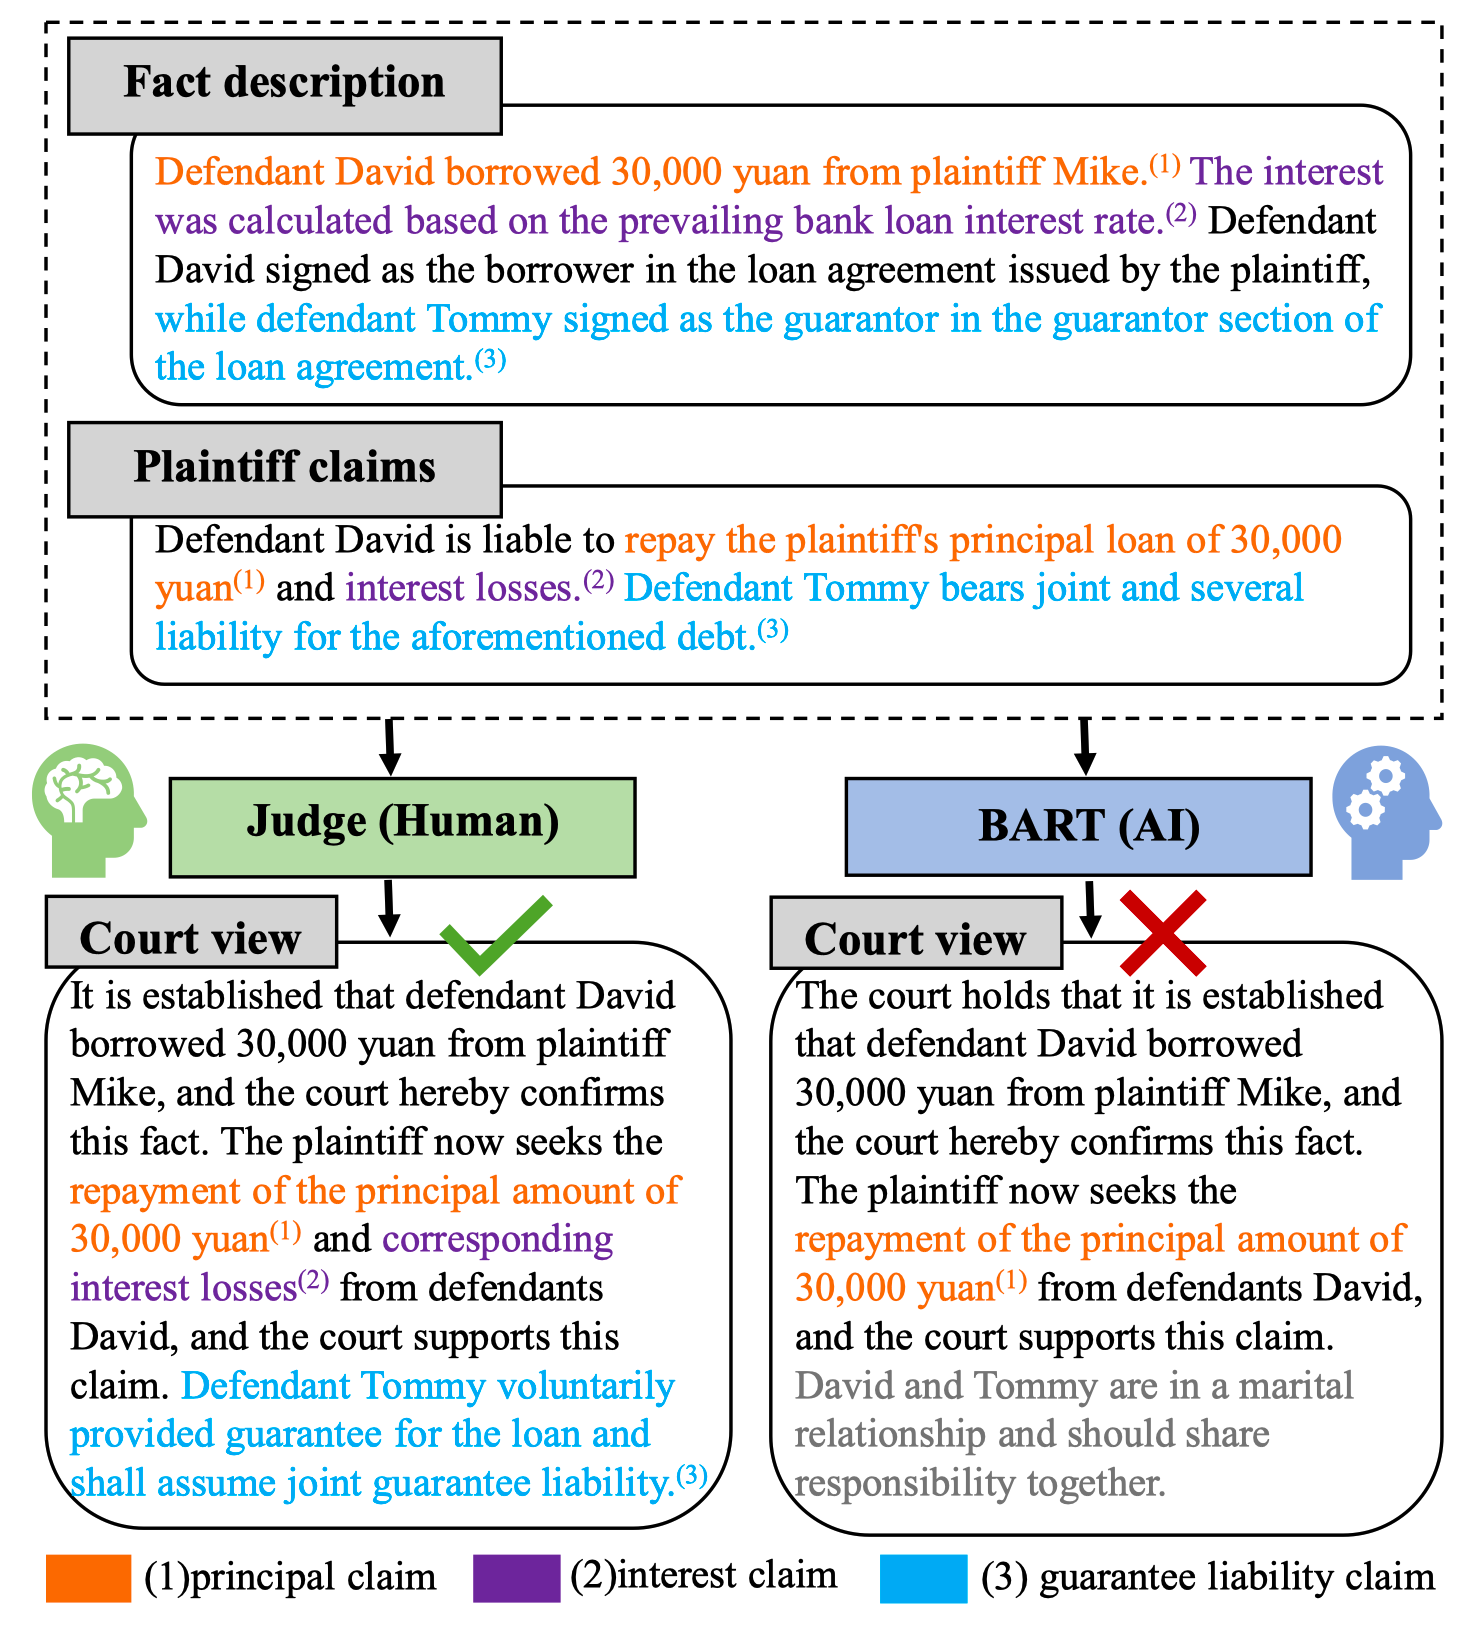 Fact description
Defendant David borrowed 30,000 yuan from plaintiff Mike.(1) The interest
was calculated based on the prevailing bank loan interest rate.(2) Defendant
David signed as the borrower in the loan agreement issued by the plaintiff,
while defendant Tommy signed as the guarantor in the guarantor section of
the loan agreement.(3)
Plaintiff claims
Defendant David is liable to repay the plaintiff's principal loan of 30,000
yuan(1) and interest losses.(2) Defendant Tommy bears joint and several
liability for the aforementioned debt.(3)
Judge (Human)
Court view
It is established that defendant David
borrowed 30,000 yuan from plaintiff
Mike, and the court hereby confirms
this fact. The plaintiff now seeks the
repayment of the principal amount of
30,000 yuan(1) and corresponding
interest losses(2) from defendants
David, and the court supports this
claim. Defendant Tommy voluntarily
provided guarantee for the loan and
shall assume joint guarantee liability.(3)
BART (AI)
Court view
The court holds that it is established
that defendant David borrowed
30,000 yuan from plaintiff Mike, and
the court hereby confirms this fact.
The plaintiff now seeks the
repayment of the principal amount of
30,000 yuan(1) from defendants David,
and the court supports this claim.
David and Tommy are in a marital
relationship and should share
responsibility together.
(1)principal claim
(2)interest claim
(3) guarantee liability claim